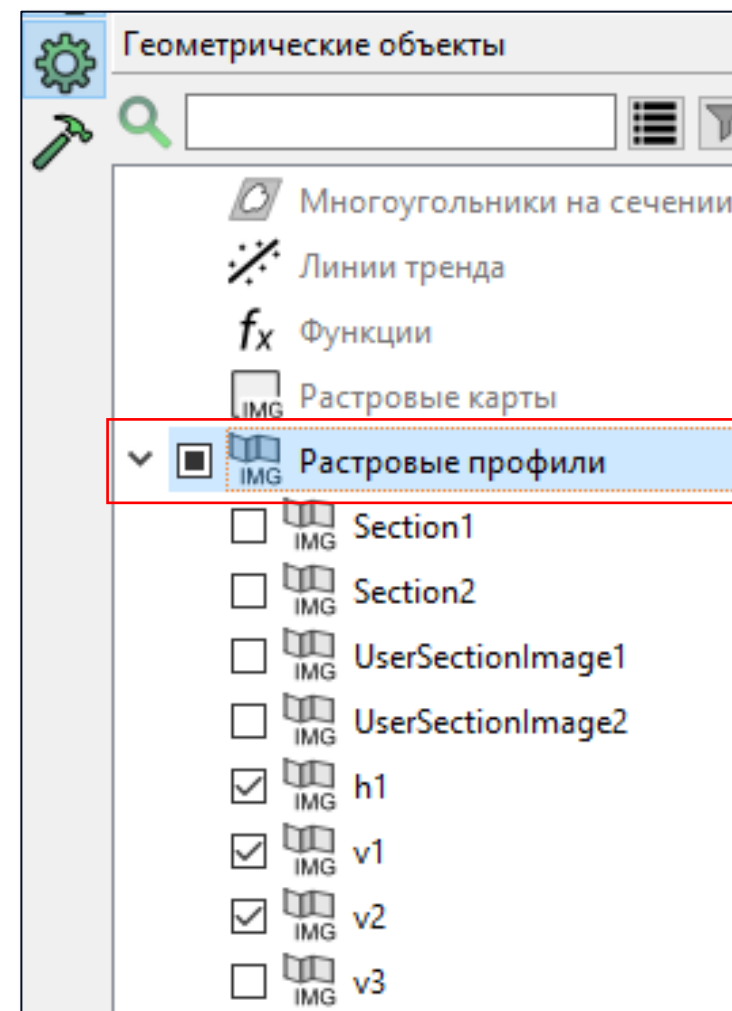 Геометрические объекты
Многоугольники на сечении
Линии тренда
fx Функции
IMG Растровые карты
IMG Растровые профили
IMG Section1
IMG Section2
IMG UserSectionImage1
IMG UserSectionImage2
IMG h1
IMG v1
IMG v2
IMG v3